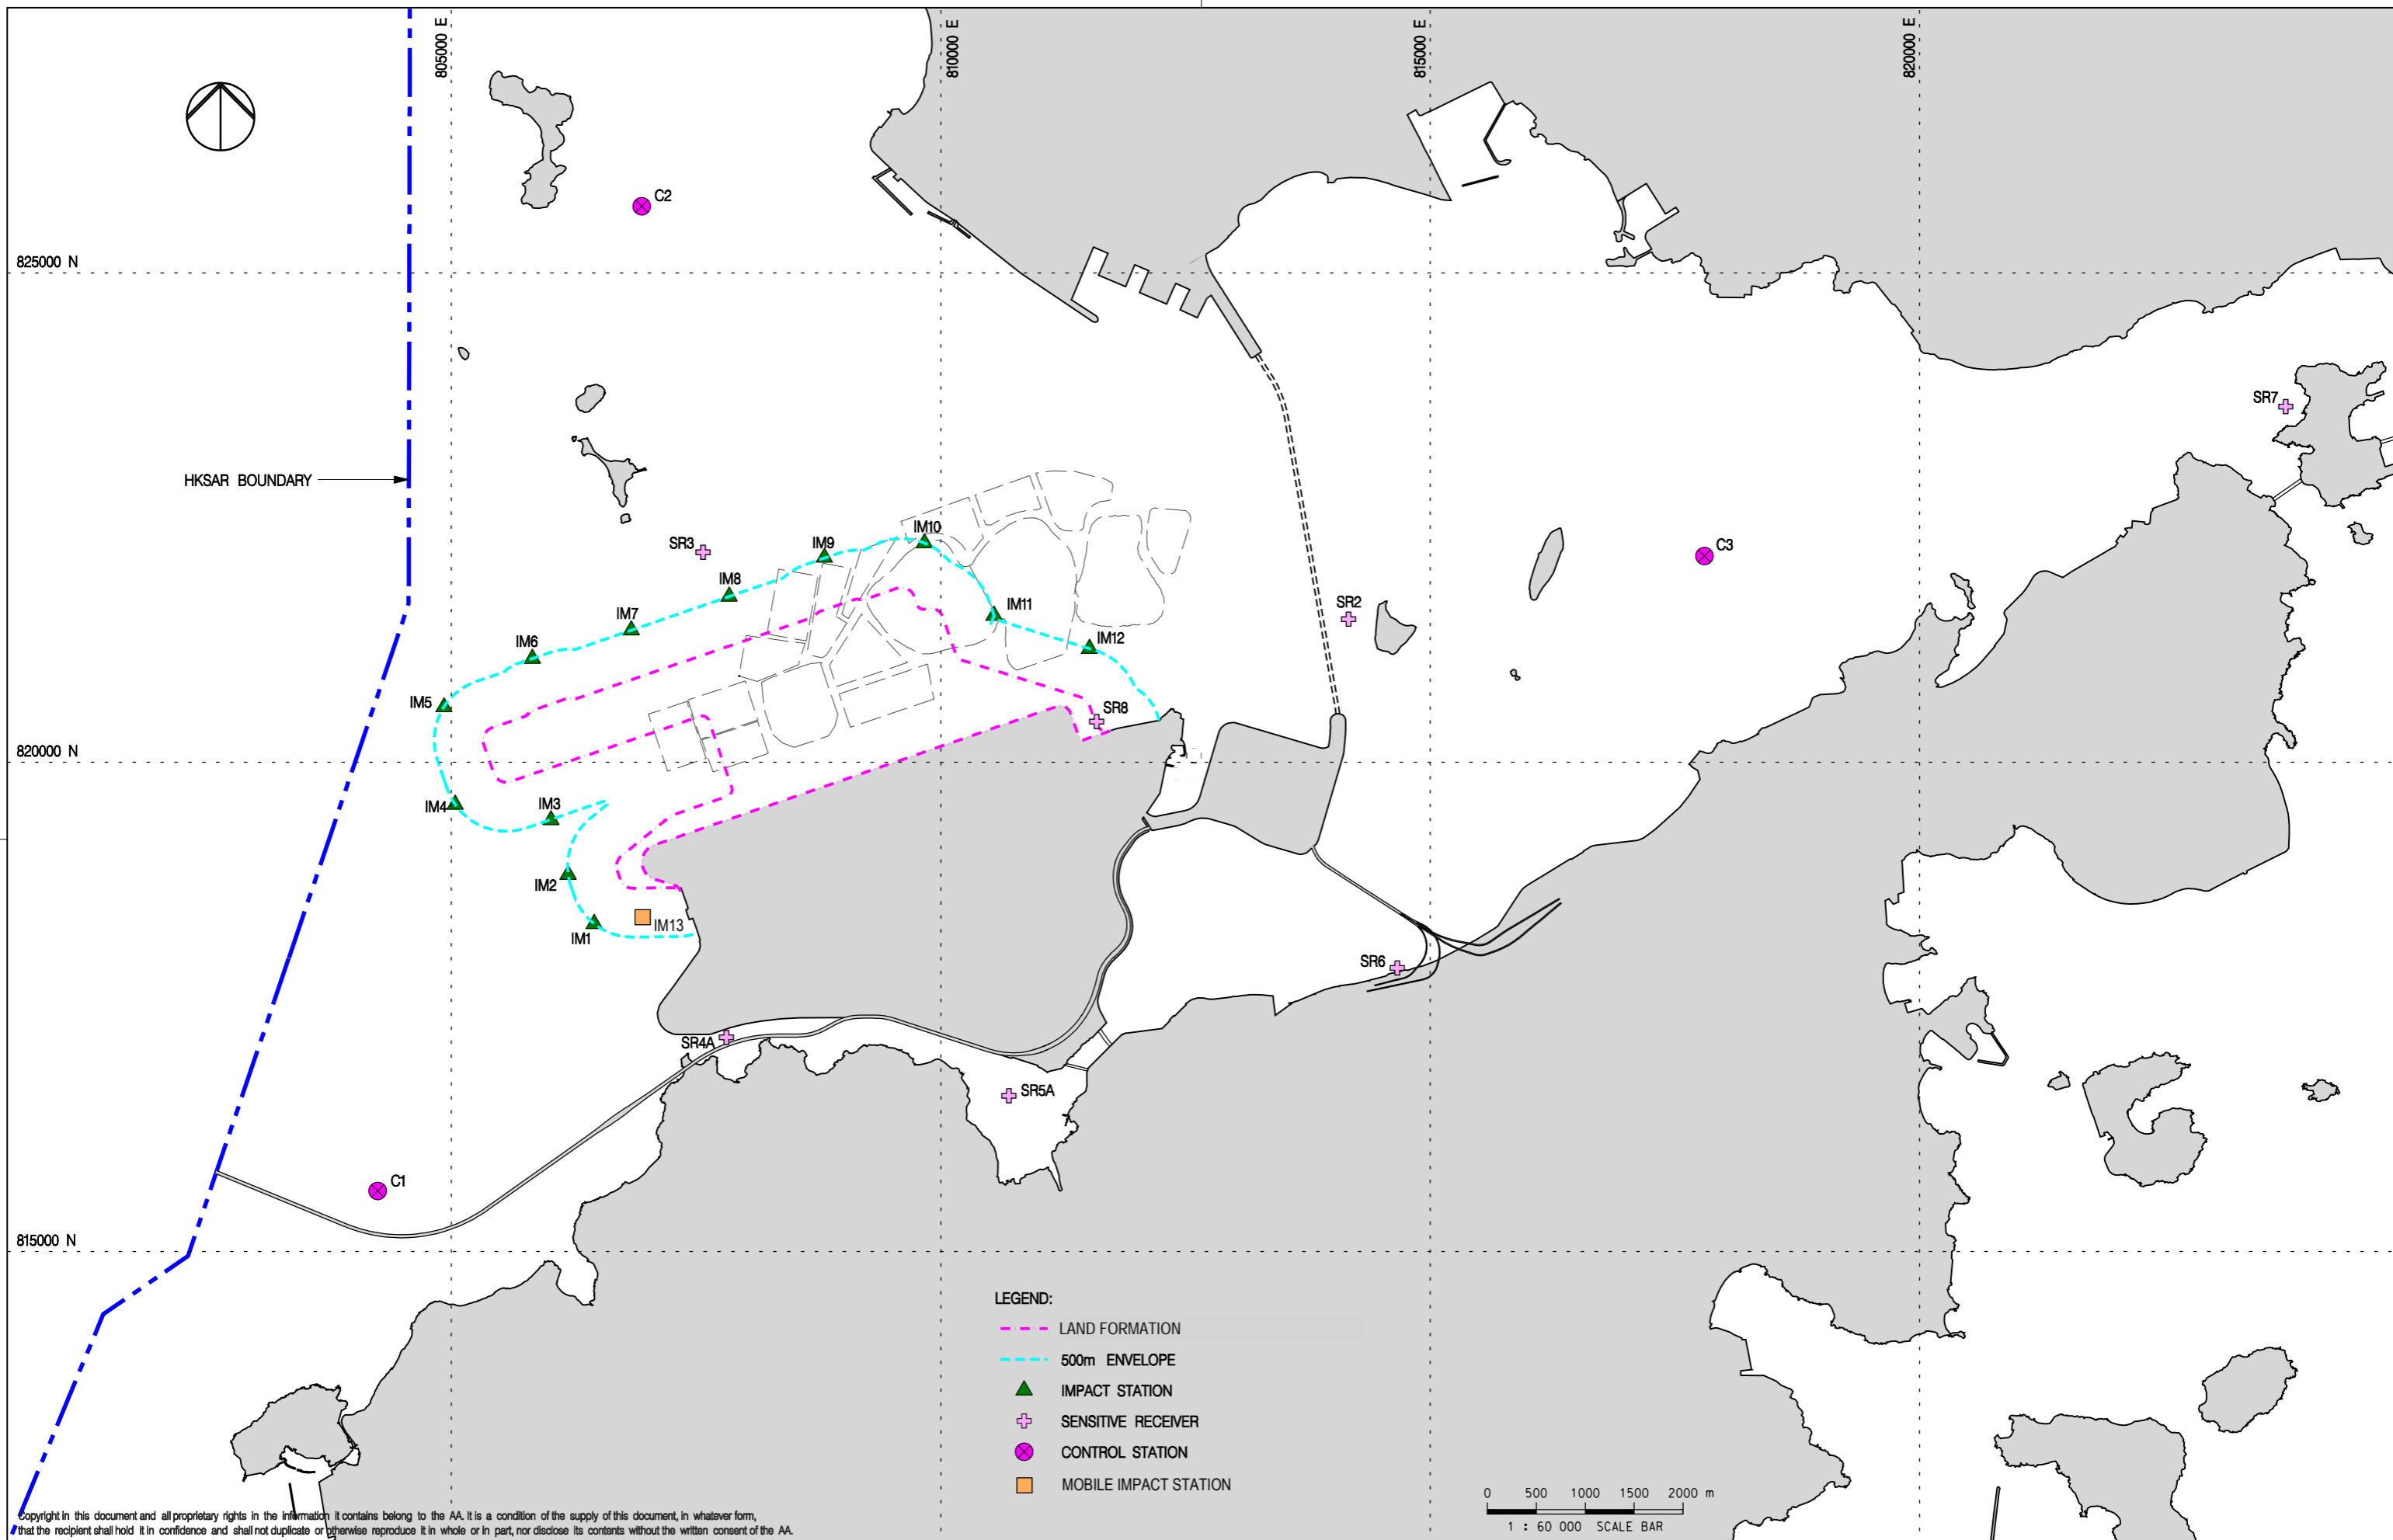 805000 E
810000 E
815000 E
820000 E
C2
825000 N
SR7
HKSAR BOUNDARY
IM10
SR3
IM9
C3
IM8
SR2
IM7
IM11
IM12
IM6
IM5
SR8
820000 N
IM4
IM3
IM2
IM13
IM1
SR6
SR4A
SR5A
C1
815000 N
LEGEND:
LAND FORMATION
500m ENVELOPE
IMPACT STATION
SENSITIVE RECEIVER
CONTROL STATION
MOBILE IMPACT STATION
0 500 1000 1500 2000 m
1 : 60 000 SCALE BAR
Copyright in this document and all proprietary rights in the information it contains belong to the AA. It is a condition of the supply of this document, in whatever form,
that the recipient shall hold it in confidence and shall not duplicate or otherwise reproduce it in whole or in part, nor disclose its contents without the written consent of the AA.